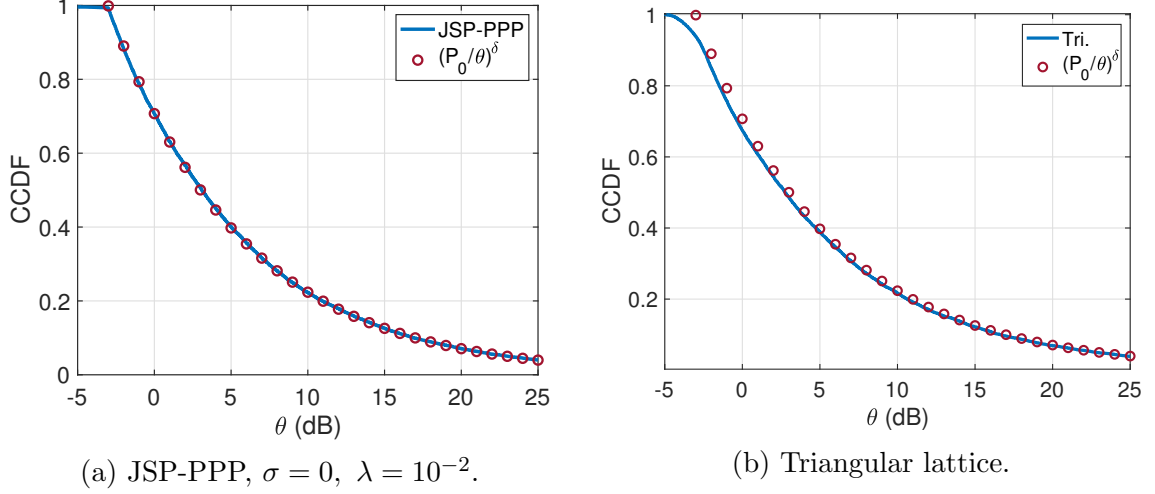 1
0.8
0.6
0.4
0.2
0
CCDF
-5 0 5 10 15 20 25
θ (dB)
JSP-PPP
(P_0/θ)^δ
(a) JSP-PPP, σ = 0, λ = 10^{-2}.
1
0.8
0.6
0.4
0.2
CCDF
-5 0 5 10 15 20 25
θ (dB)
Tri.
(P_0/θ)^δ
(b) Triangular lattice.